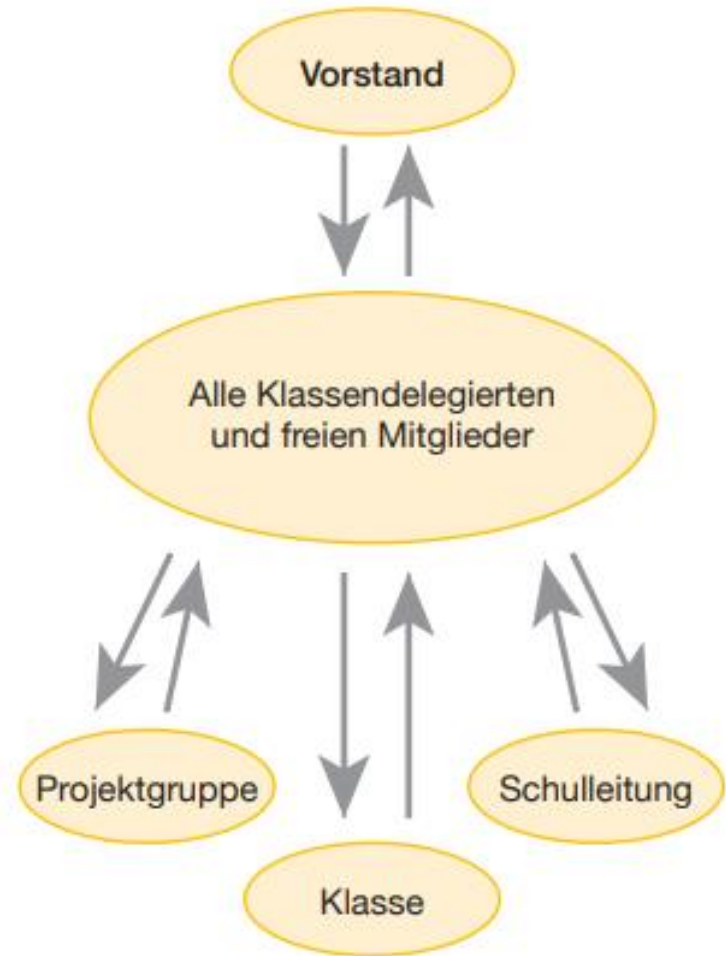 Vorstand
Alle Klassendelegierten
und freien Mitglieder
Projektgruppe
Schulleitung
Klasse